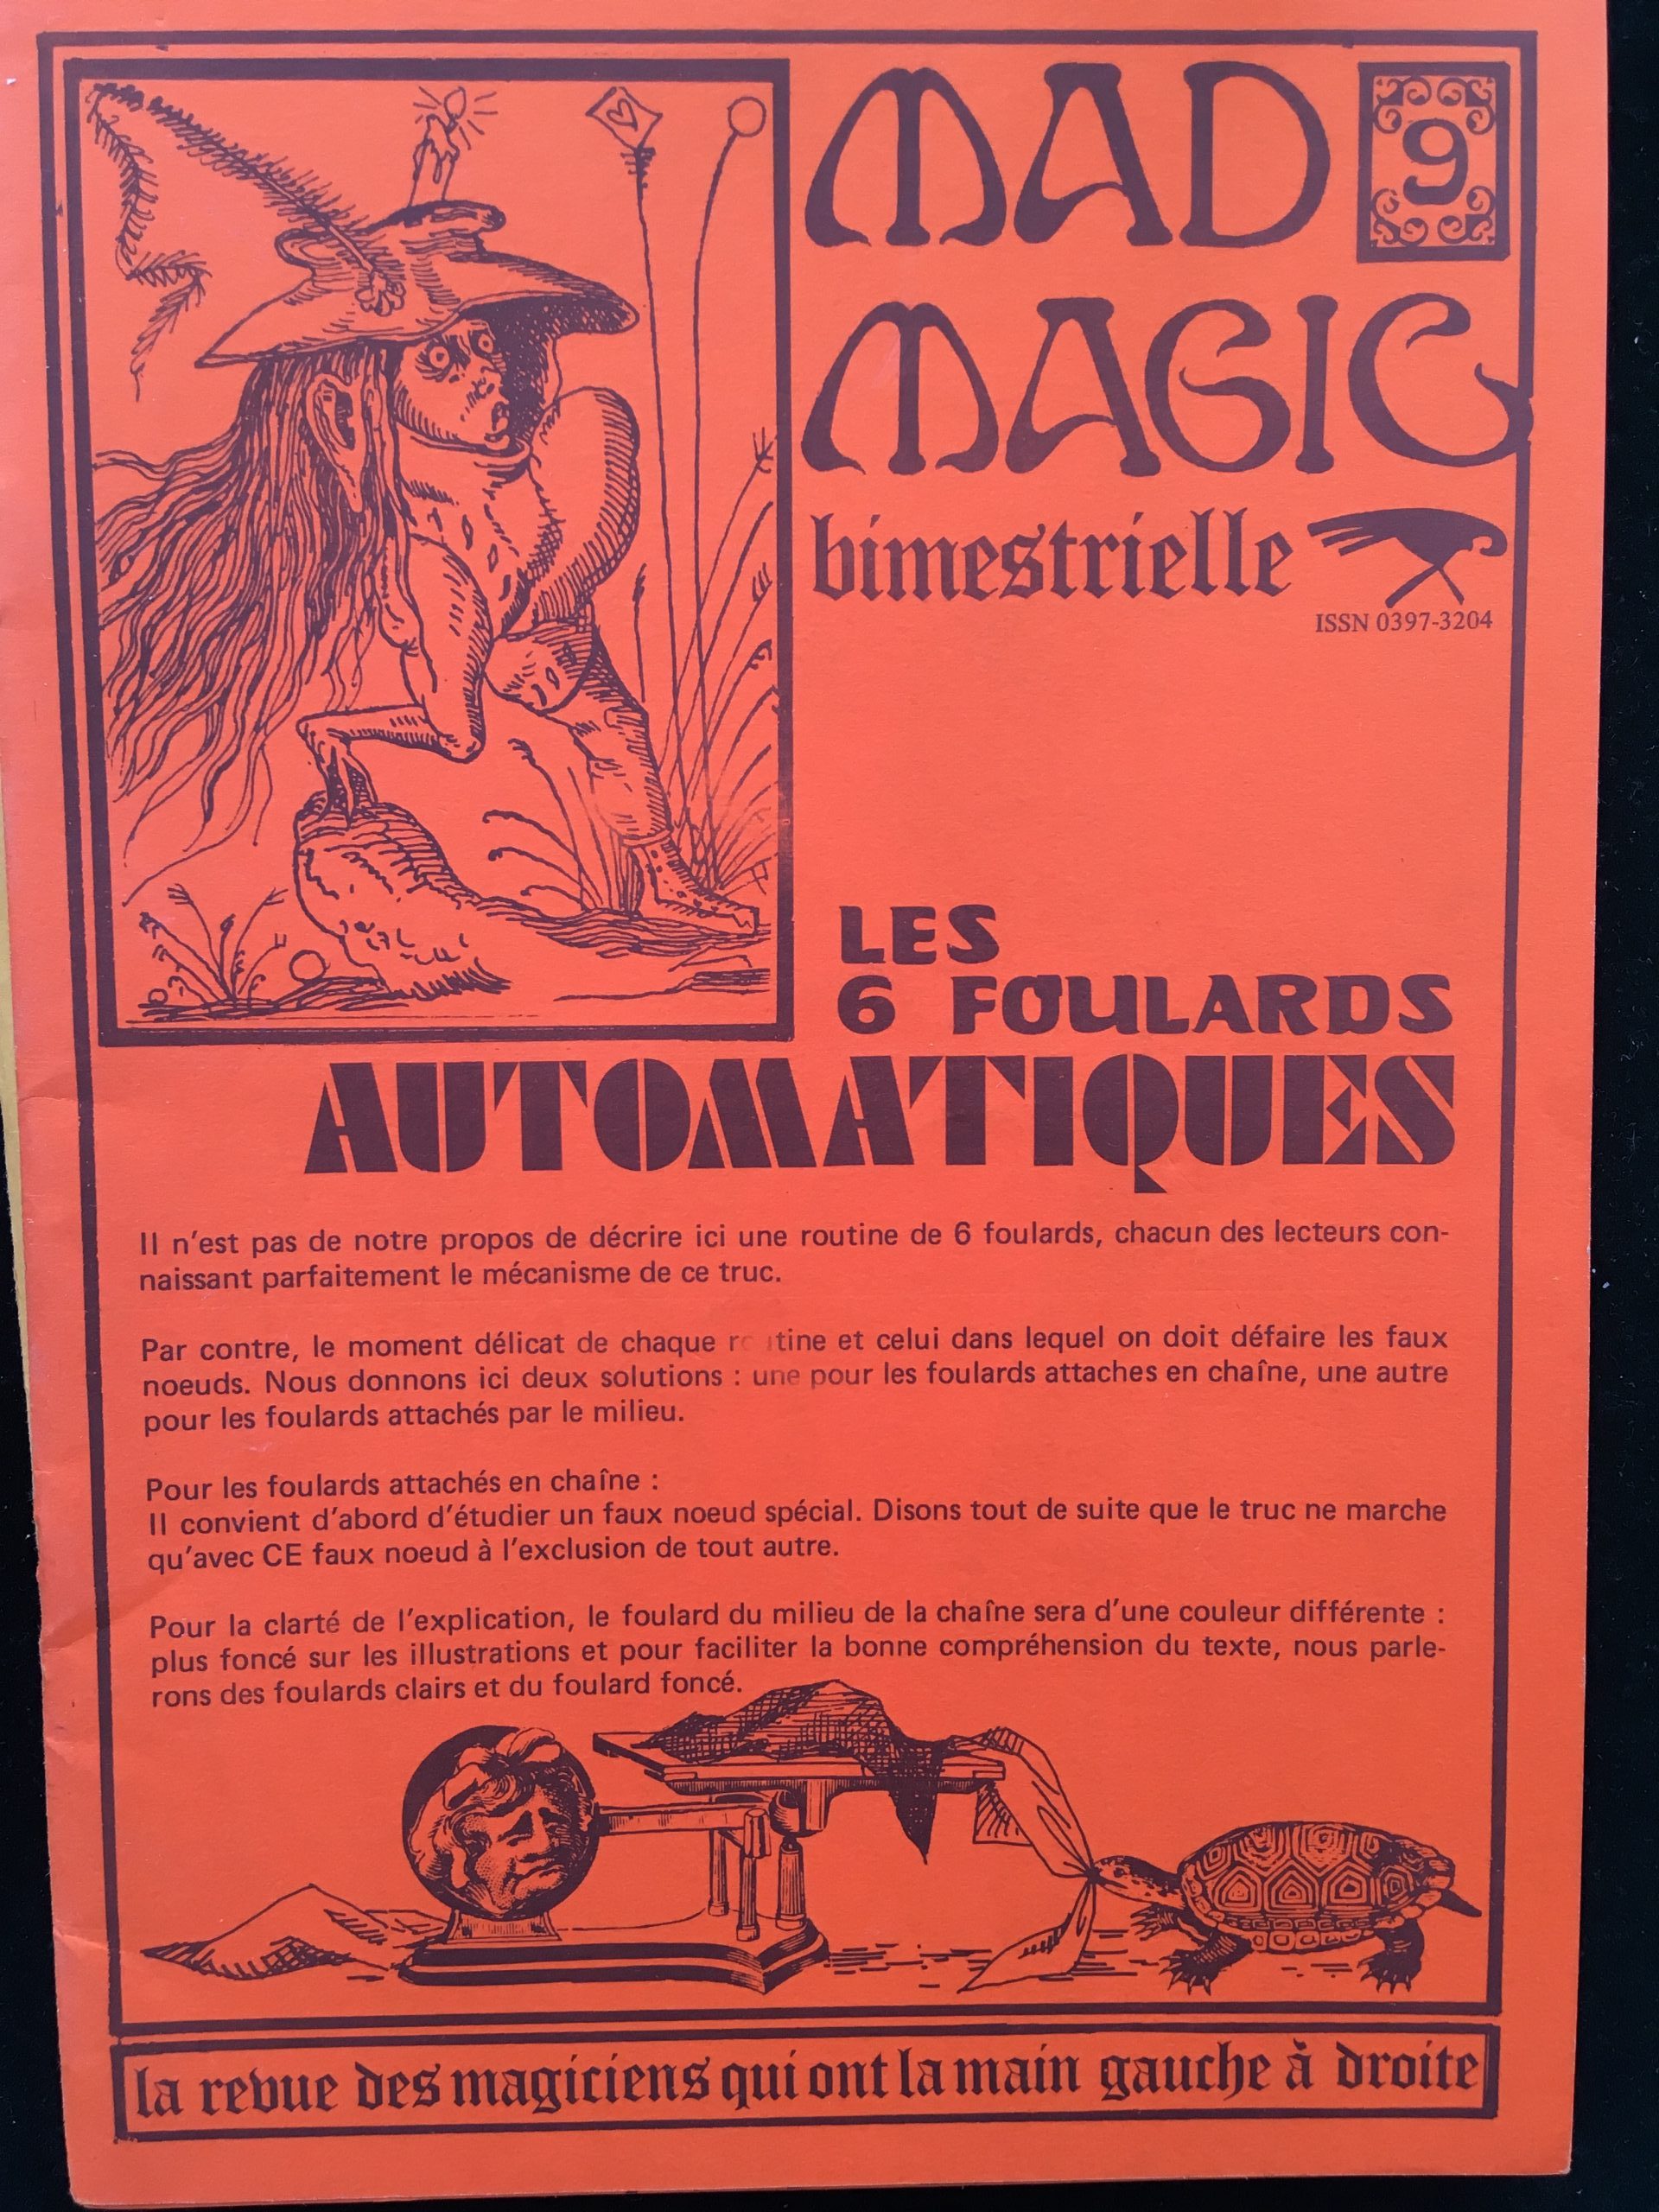 MAD 9
MAGIC
bimestrielle
ISSN 0397-3204
LES
6 FOULARDS
AUTOMATIQUES
Il n'est pas de notre propos de décrire ici une routine de 6 foulards, chacun des lecteurs con-
naissant parfaitement le mécanisme de ce truc.
Par contre, le moment délicat de chaque ro tine et celui dans lequel on doit défaire les faux
noeuds. Nous donnons ici deux solutions : une pour les foulards attaches en chaîne, une autre
pour les foulards attachés par le milieu.
Pour les foulards attachés en chaîne :
Il convient d'abord d'étudier un faux noeud spécial. Disons tout de suite que le truc ne marche
qu'avec CE faux noeud à l'exclusion de tout autre.
Pour la clarté de l'explication, le foulard du milieu de la chaîne sera d'une couleur différente :
plus foncé sur les illustrations et pour faciliter la bonne compréhension du texte, nous parle-
rons des foulards clairs et du foulard foncé.
la revue des magiciens qui ont la main gauche à droite